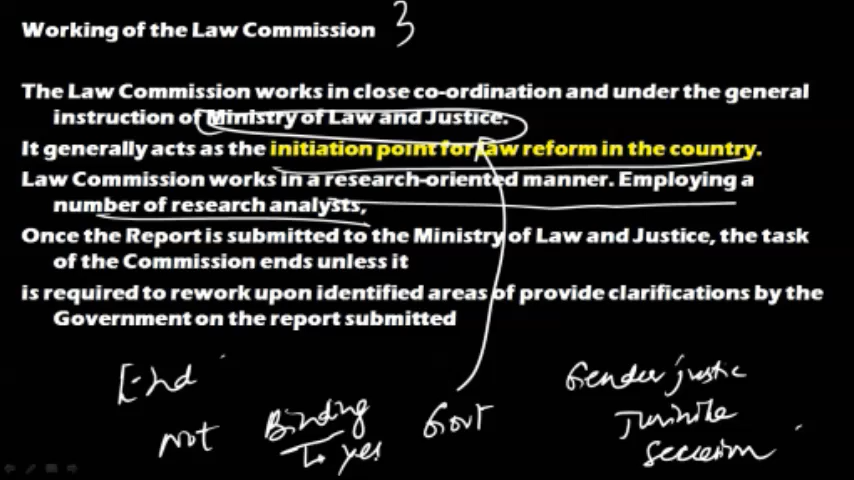 Working of the Law Commission 3
The Law Commission works in close co-ordination and under the general
instruction of Ministry of Law and Justice.
It generally acts as the initiation point for law reform in the country.
Law Commission works in a research-oriented manner. Employing a
number of research analysts,
Once the Report is submitted to the Ministry of Law and Justice, the task
of the Commission ends unless it
is required to rework upon identified areas of provide clarifications by the
Government on the report submitted
End
not Binding Govt
yes
Gender justic